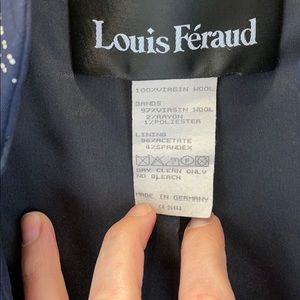 Louis Féraud
100%VIRGIN WOOL
BANDS
97%VIRGIN WOOL
2%RAYON
1%POLIESTER
LINING
96%ACETATE
4%SPANDEX
DRY CLEAN ONLY
NO BLEACH
MADE IN GERMANY